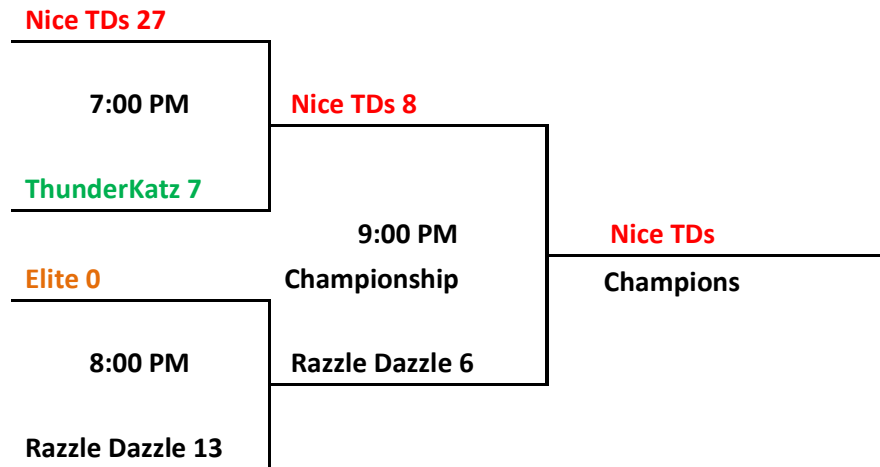 Nice TDs 27
7:00 PM
Nice TDs 8
ThunderKatz 7
9:00 PM
Nice TDs
Elite 0
Championship
Champions
8:00 PM
Razzle Dazzle 6
Razzle Dazzle 13